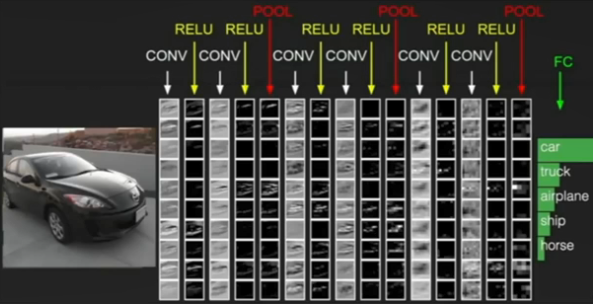 POOL POOL POOL
RELU RELU RELU RELU RELU RELU
CONV CONV CONV CONV CONV CONV
FC
car
truck
airplane
ship
horse